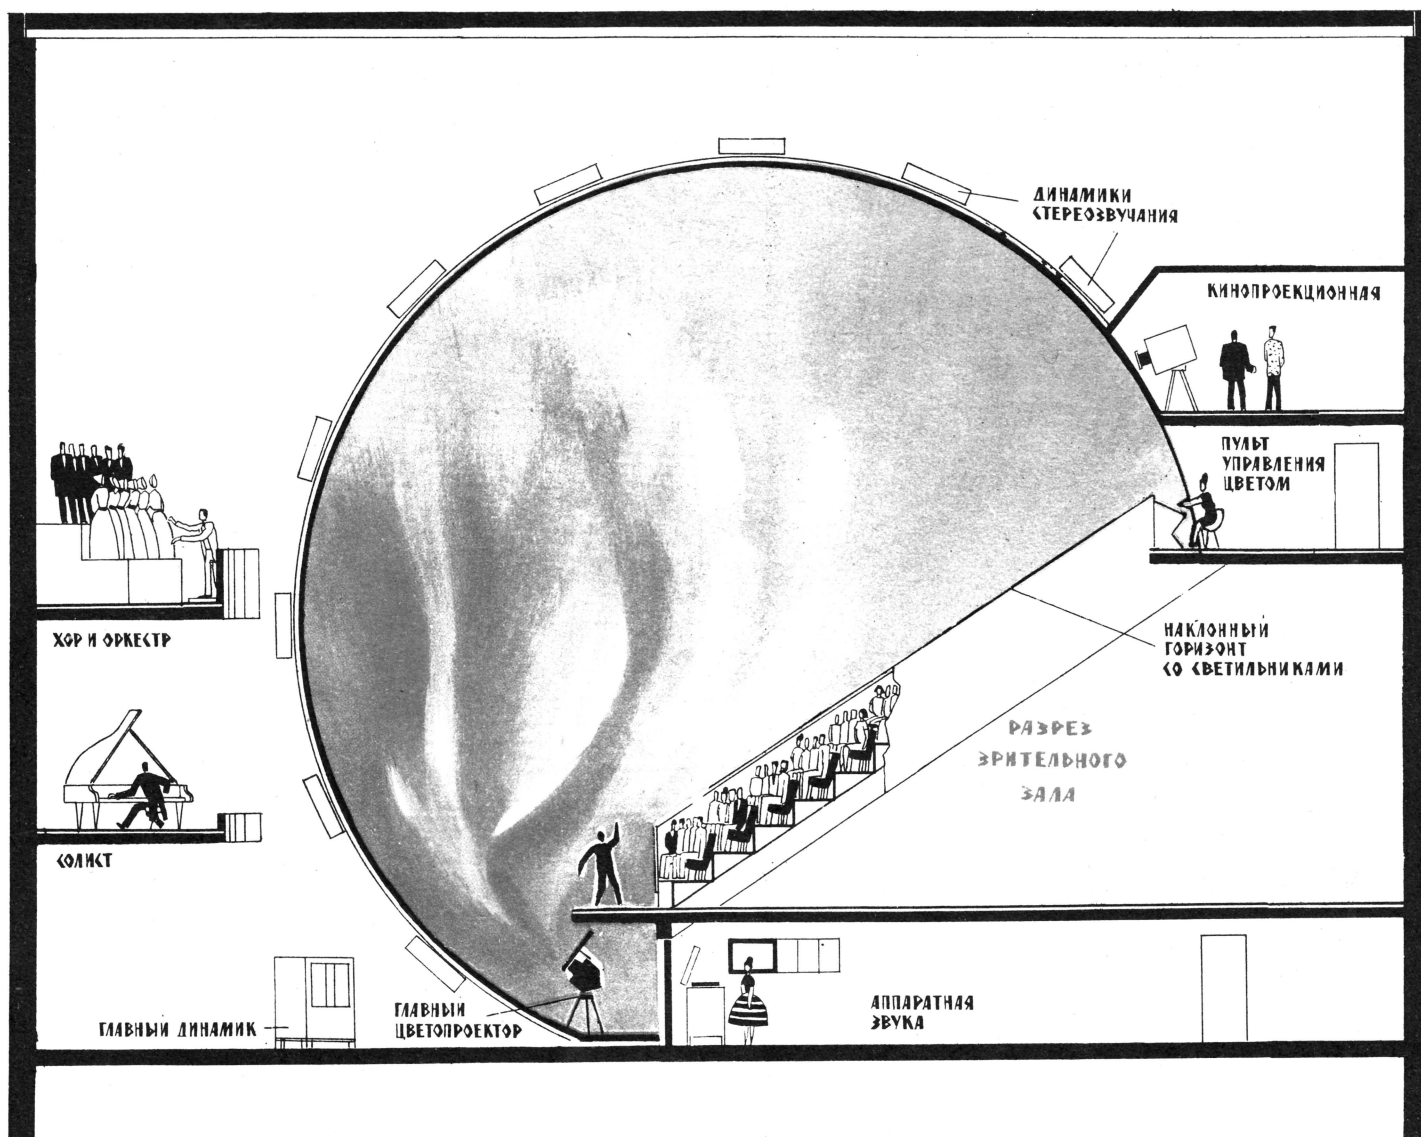 ДИНАМИКИ
СТЕРЕОЗВУЧАНИЯ
КИНОПРОЕКЦИОННАЯ
ПУЛЬТ
УПРАВЛЕНИЯ
ЦВЕТОМ
ХОР И ОРКЕСТР
НАКЛОННЫЙ
ГОРИЗОНТ
СО СВЕТИЛЬНИКАМИ
РАЗРЕЗ
ЗРИТЕЛЬНОГО
ЗАЛА
СОЛИСТ
ГЛАВНЫЙ ДИНАМИК
ГЛАВНЫЙ
ЦВЕТОПРОЕКТОР
АППАРАТНАЯ
ЗВУКА